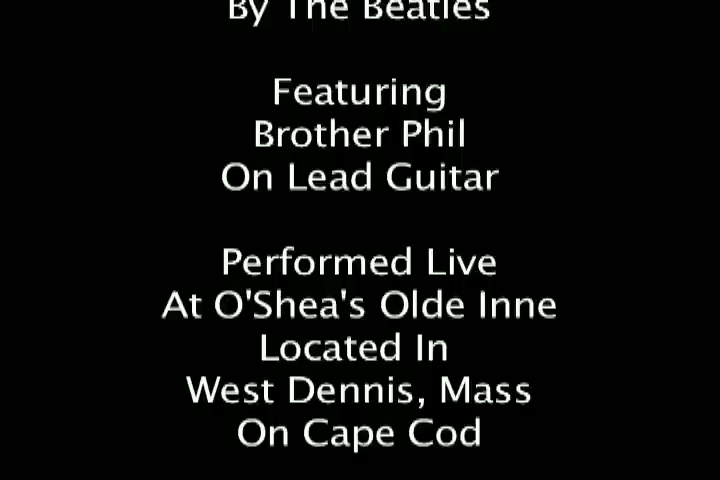 By The Beatles
Featuring
Brother Phil
On Lead Guitar
Performed Live
At O'Shea's Olde Inne
Located In
West Dennis, Mass
On Cape Cod